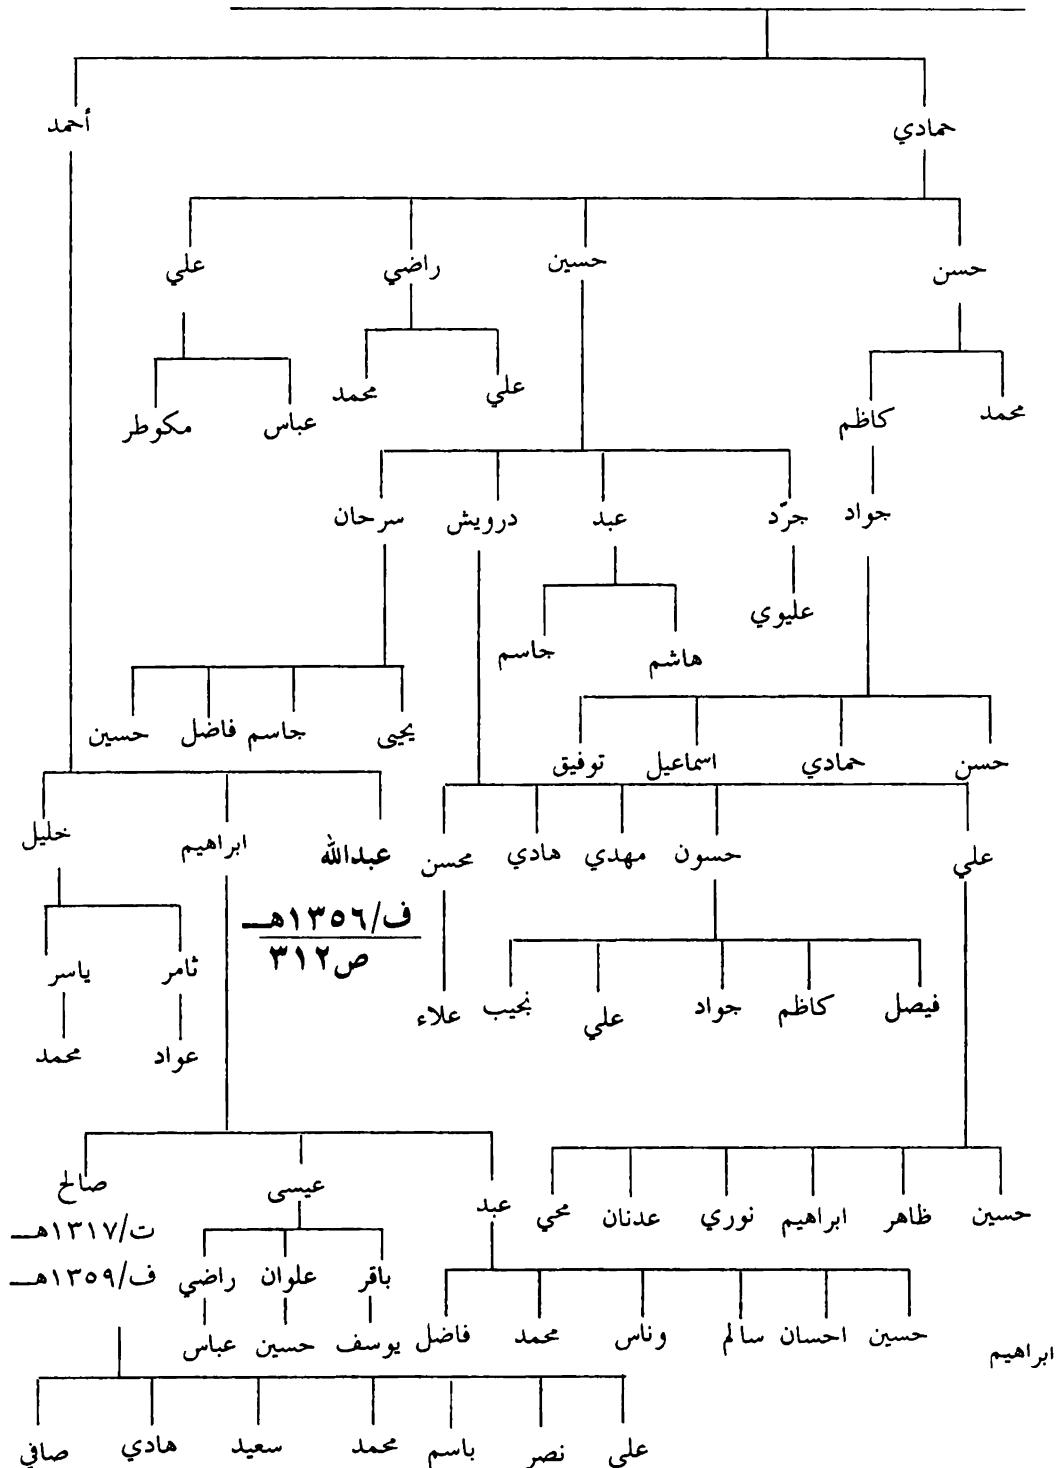 حمادي أحمد
حسن حسين راضي علي
محمد كاظم علي محمد عباس مكوطر
جواد جرّد عبد درويش سرحان
عليوي هاشم جاسم
حسن حمادي اسماعيل توفيق يحيى جاسم فاضل حسين
علي حسون مهدي هادي محسن عبدالله ابراهيم خليل
ف/١٣٥٦هـ
ص٣١٢
فيصل كاظم جواد علي نجيب علاء ثامر ياسر
عواد محمد
حسين ظاهر ابراهيم نوري عدنان محي عبد عيسى صالح
ت/١٣١٧هـ
باقر علوان راضي ف/١٣٥٩هـ
ابراهيم حسين احسان سالم وناس محمد فاضل يوسف حسين عباس
علي نصر باسم محمد سعيد هادي صافي